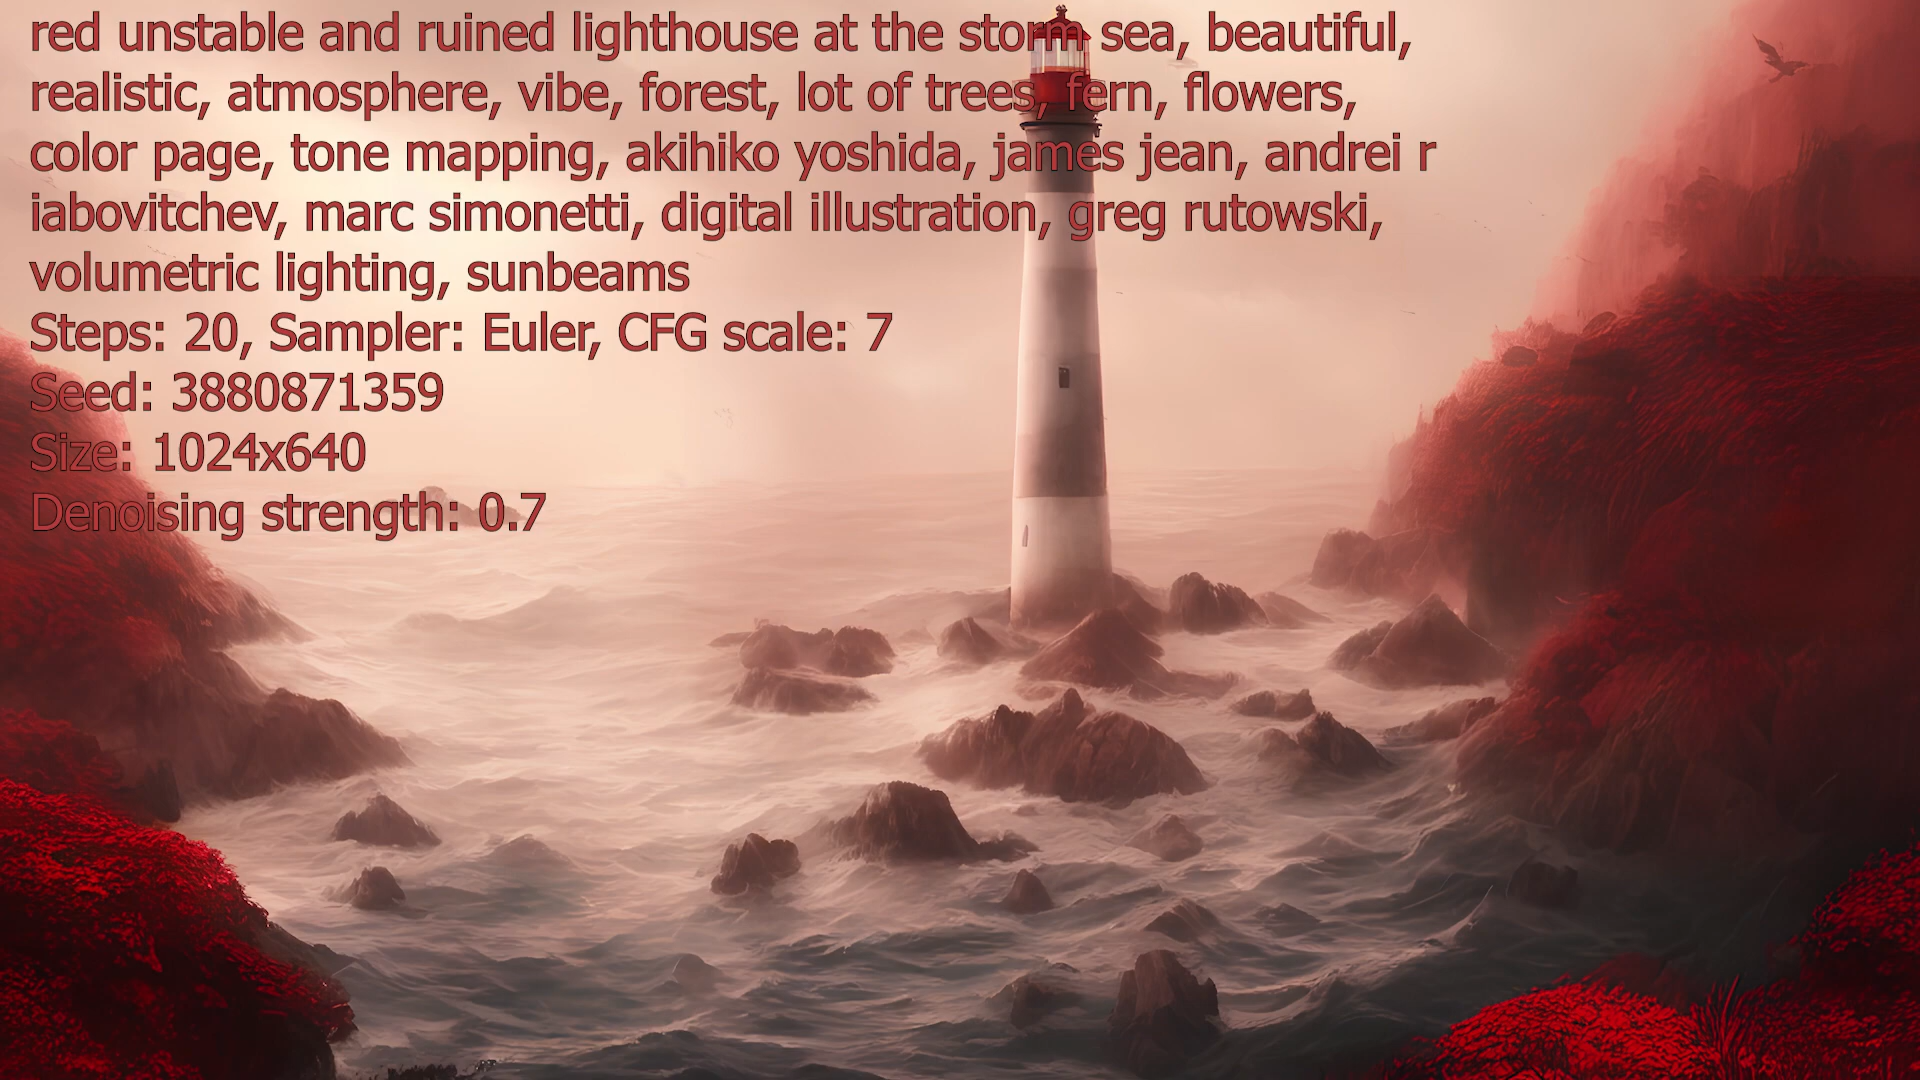 red unstable and ruined lighthouse at the storm sea, beautiful,
realistic, atmosphere, vibe, forest, lot of trees, fern, flowers,
color page, tone mapping, akihiko yoshida, james jean, andrei r
iabovitchev, marc simonetti, digital illustration, greg rutowski,
volumetric lighting, sunbeams
Steps: 20, Sampler: Euler, CFG scale: 7
Seed: 3880871359
Size: 1024x640
Denoising strength: 0.7